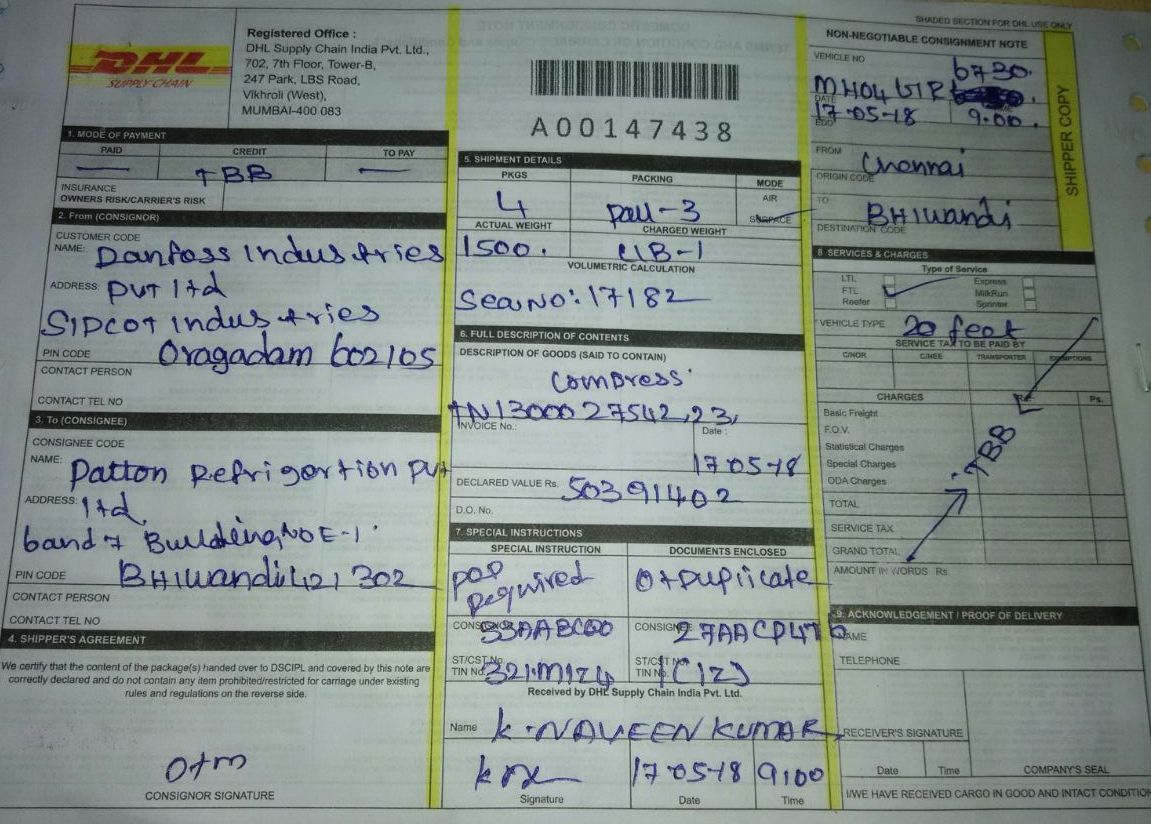 SHADED SECTION FOR DHL USE ONLY
DHL
SUPPLY CHAIN
Registered Office :
DHL Supply Chain India Pvt. Ltd.,
702, 7th Floor, Tower-B,
247 Park, LBS Road,
Vikhroli (West),
MUMBAI-400 083
A00147438
NON-NEGOTIABLE CONSIGNMENT NOTE
VEHICLE NO
6730.
MH04
DATE
17-05-18
9.00.
EDD
FROM
Chennai
ORIGIN CODE
TO
BHIwandi
DESTINATION CODE
SHIPPER COPY
1. MODE OF PAYMENT
PAID CREDIT TO PAY
— TBB —
INSURANCE
OWNERS RISK/CARRIER'S RISK
2. From (CONSIGNOR)
CUSTOMER CODE
NAME: Danfoss Industries
ADDRESS: Pvt ltd
SIPCOT industries
PIN CODE Oragadam 602105
CONTACT PERSON
CONTACT TEL NO
3. To (CONSIGNEE)
CONSIGNEE CODE
NAME: Patton Refrigertion Pvt
ADDRESS: ltd,
band 7 Building NO E-1
PIN CODE BHIwandi 421 302
CONTACT PERSON
CONTACT TEL NO
4. SHIPPER'S AGREEMENT
We certify that the content of the package(s) handed over to DSCIPL and covered by this note are
correctly declared and do not contain any item prohibited/restricted for carriage under existing
rules and regulations on the reverse side.
CONSIGNOR SIGNATURE
5. SHIPMENT DETAILS
PKGS PACKING MODE
4 pall-3 AIR
SURFACE
ACTUAL WEIGHT CHARGED WEIGHT
1500.
VOLUMETRIC CALCULATION
Sea NO: 17182
6. FULL DESCRIPTION OF CONTENTS
DESCRIPTION OF GOODS (SAID TO CONTAIN)
compress
TN13000 27542,23,
INVOICE No.: Date :
17 05-18
DECLARED VALUE Rs. 50391402
D.O. No.
7. SPECIAL INSTRUCTIONS
SPECIAL INSTRUCTION DOCUMENTS ENCLOSED
POD
Required
CONSIGNOR 33AABCD0
CONSIGNEE 27AACP476
ST/CST No.
TIN No. 321M1Z4
ST/CST No.
TIN No. 1C1ZJ
Received by DHL Supply Chain India Pvt. Ltd.
Name K.NAVEEN KUMAR
17 05-18 9:00
Signature Date Time
8. SERVICES & CHARGES
Type of Service
LTL Express
FTL MilkRun
Reefer Sprinter
VEHICLE TYPE 20 feet
SERVICE TAX TO BE PAID BY
C/NOR C/NEE TRANSPORTER EXEMPTIONS
CHARGES Rs. Ps.
Basic Freight
F.O.V.
Statistical Charges
Special Charges
ODA Charges
TBB
TOTAL
SERVICE TAX
GRAND TOTAL
AMOUNT IN WORDS Rs.
9. ACKNOWLEDGEMENT / PROOF OF DELIVERY
NAME
TELEPHONE
RECEIVER'S SIGNATURE
Date Time COMPANY'S SEAL
I/WE HAVE RECEIVED CARGO IN GOOD AND INTACT CONDITION